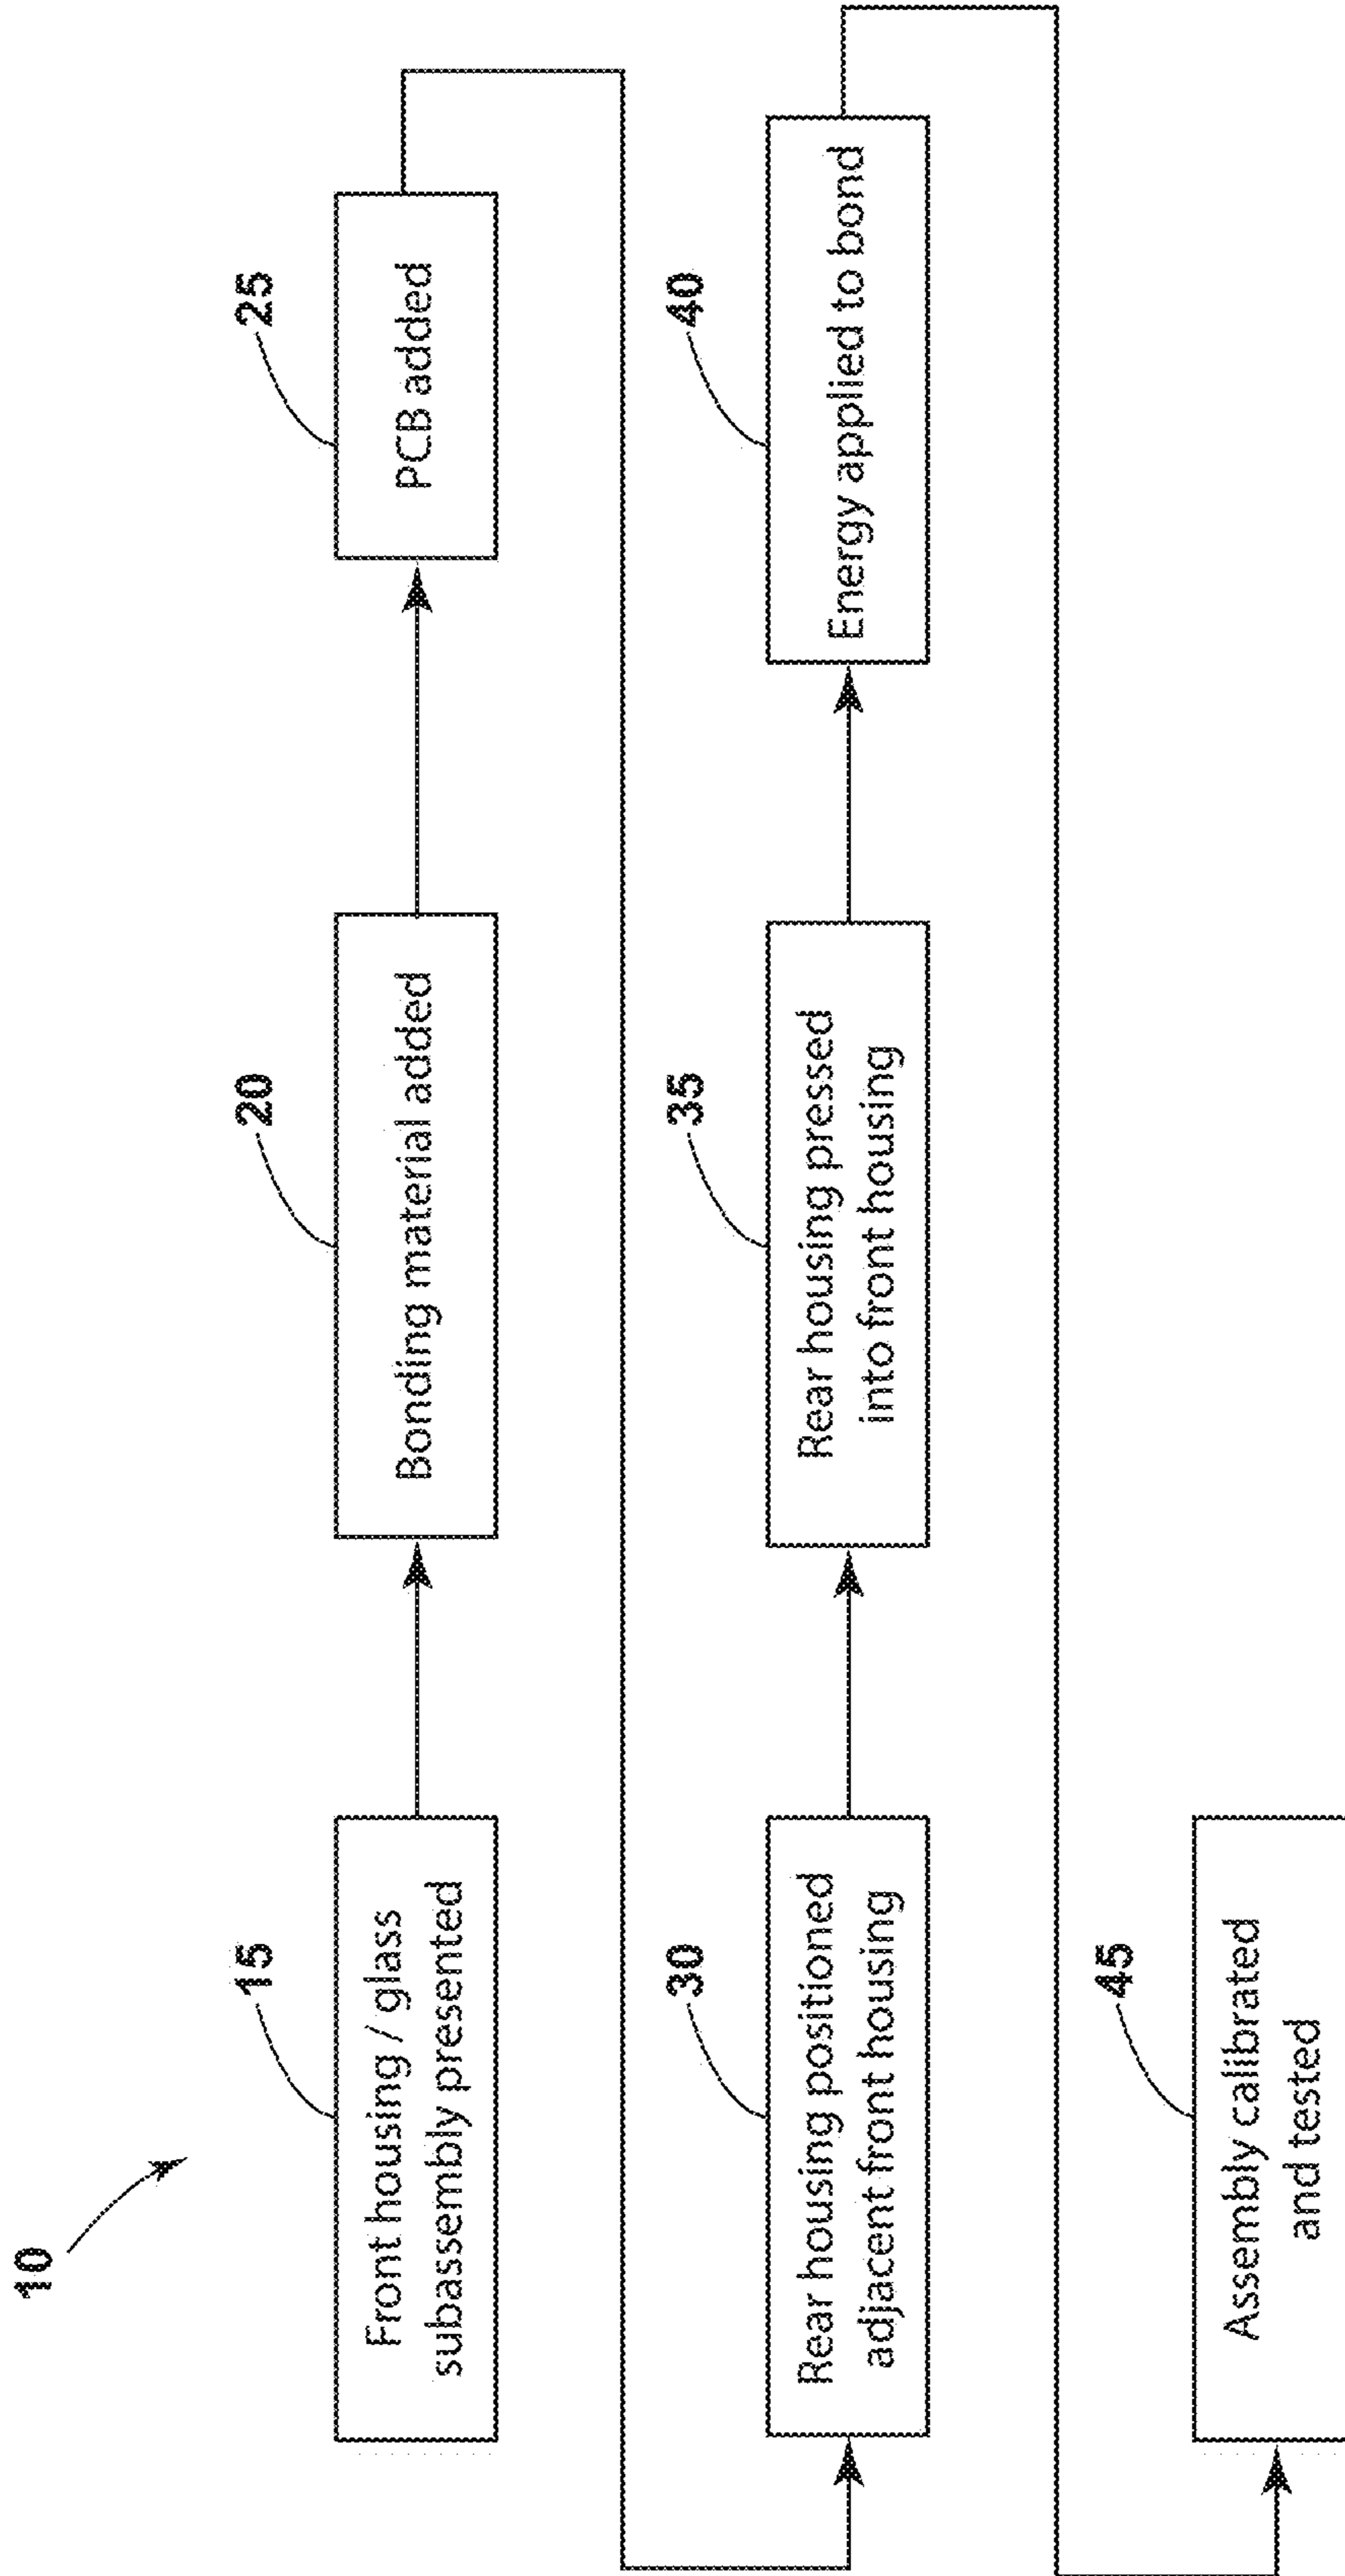 10
15
Front housing / glass
subassembly presented
20
Bonding material added
25
PCB added
30
Rear housing positioned
adjacent front housing
35
Rear housing pressed
into front housing
40
Energy applied to bond
45
Assembly calibrated
and tested